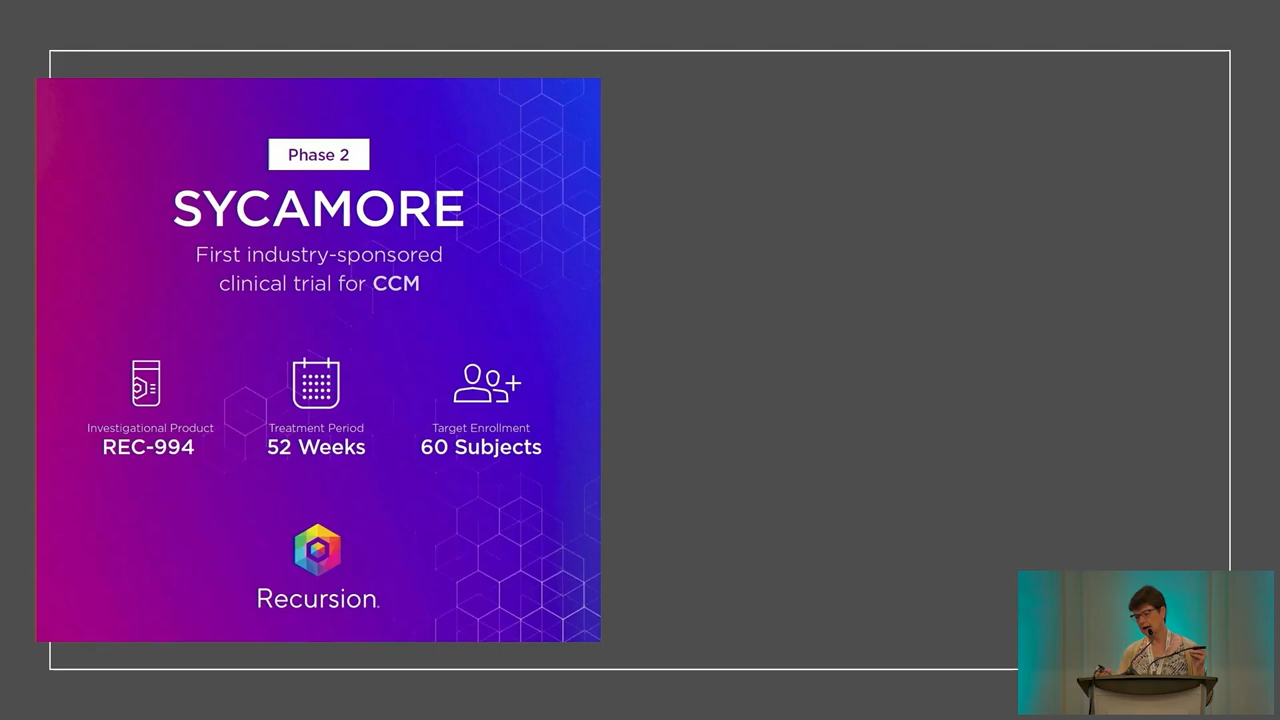 Phase 2
SYCAMORE
First industry-sponsored
clinical trial for CCM
Investigational Product
REC-994
Treatment Period
52 Weeks
Target Enrollment
60 Subjects
Recursion.